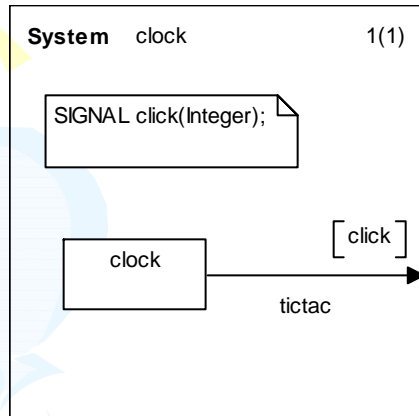 System clock 1(1)
SIGNAL click(Integer);
click
clock
tictac